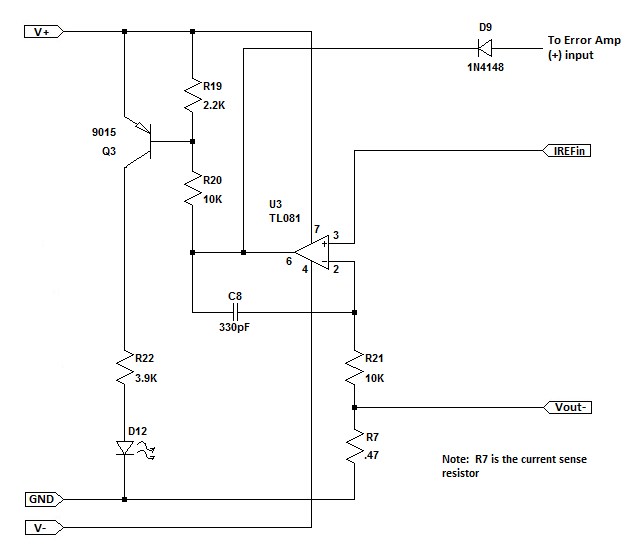 V+
D9
1N4148
To Error Amp
(+) input
R19
2.2K
9015
Q3
IREFin
R20
10K
U3
TL081
7
3
+
6
-
4
2
C8
330pF
R22
3.9K
R21
10K
Vout-
D12
R7
.47
Note: R7 is the current sense
resistor
GND
V-